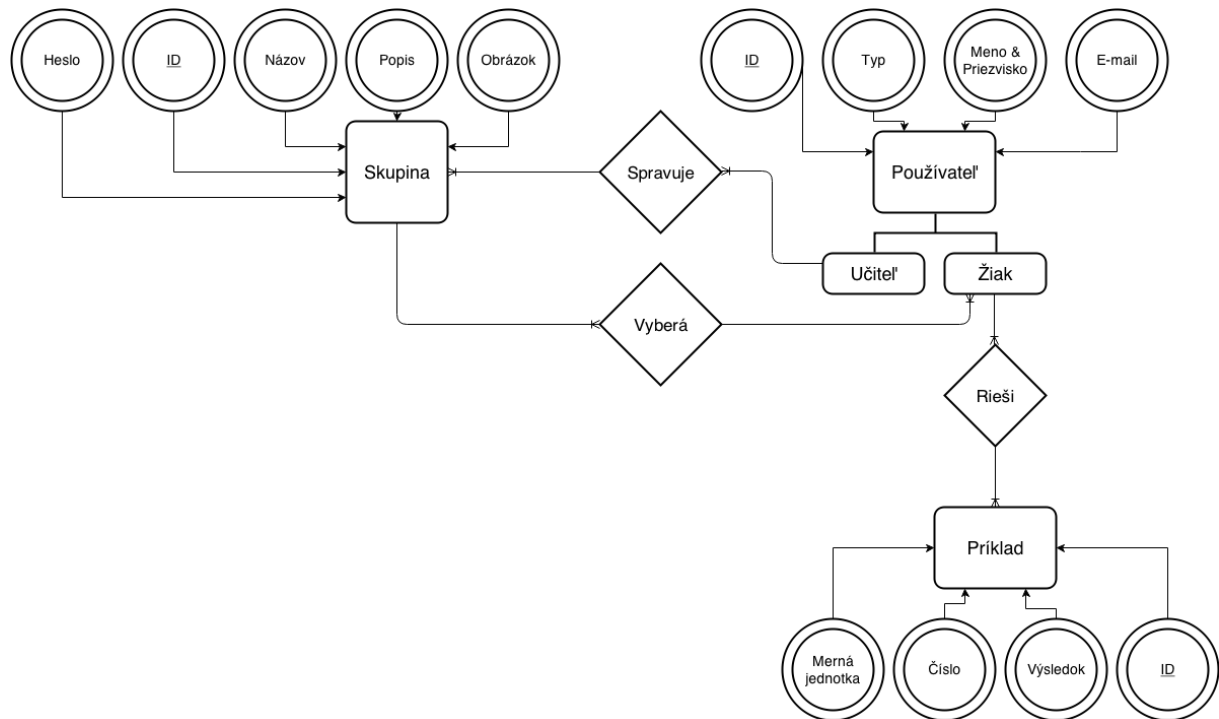 Heslo
ID
Názov
Popis
Obrázok
ID
Typ
Meno &
Priezvisko
E-mail
Skupina
Spravuje
Používateľ
Učiteľ
Žiak
Vyberá
Rieši
Príklad
Merná
jednotka
Číslo
Výsledok
ID